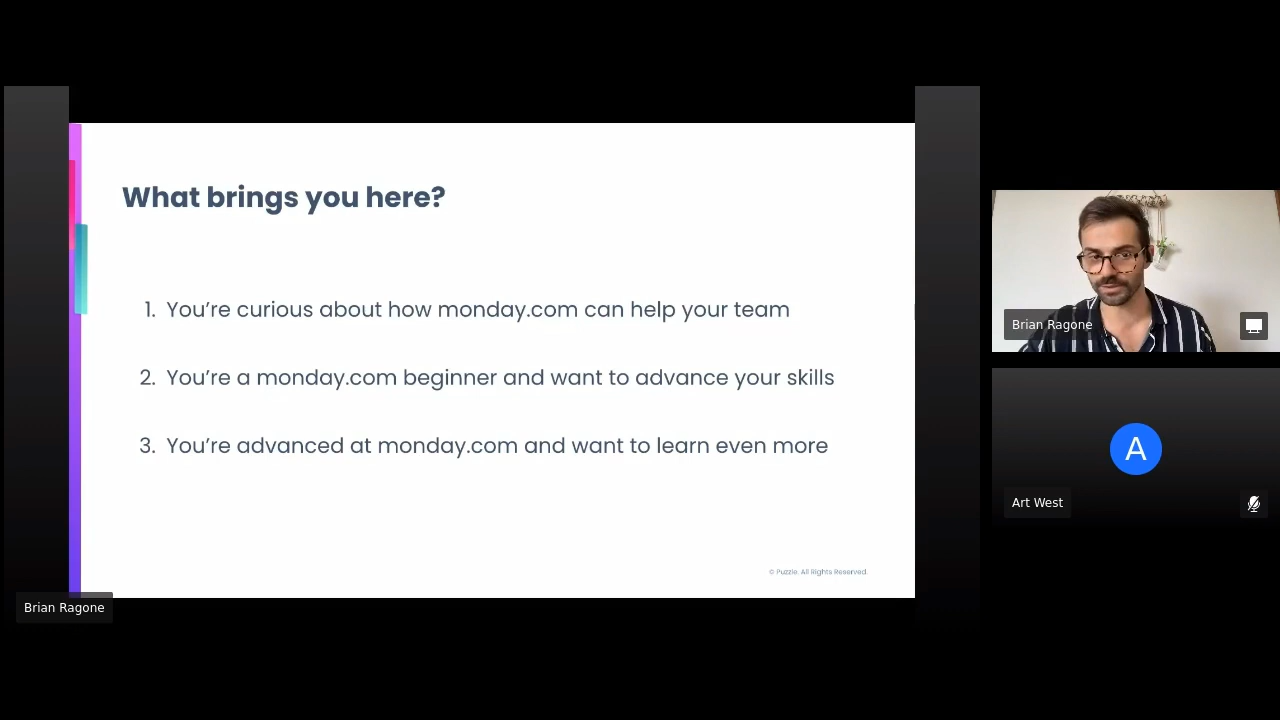 What brings you here?
1. You’re curious about how monday.com can help your team
2. You’re a monday.com beginner and want to advance your skills
3. You’re advanced at monday.com and want to learn even more
© Puzzle. All Rights Reserved.
Brian Ragone
Brian Ragone
A
Art West